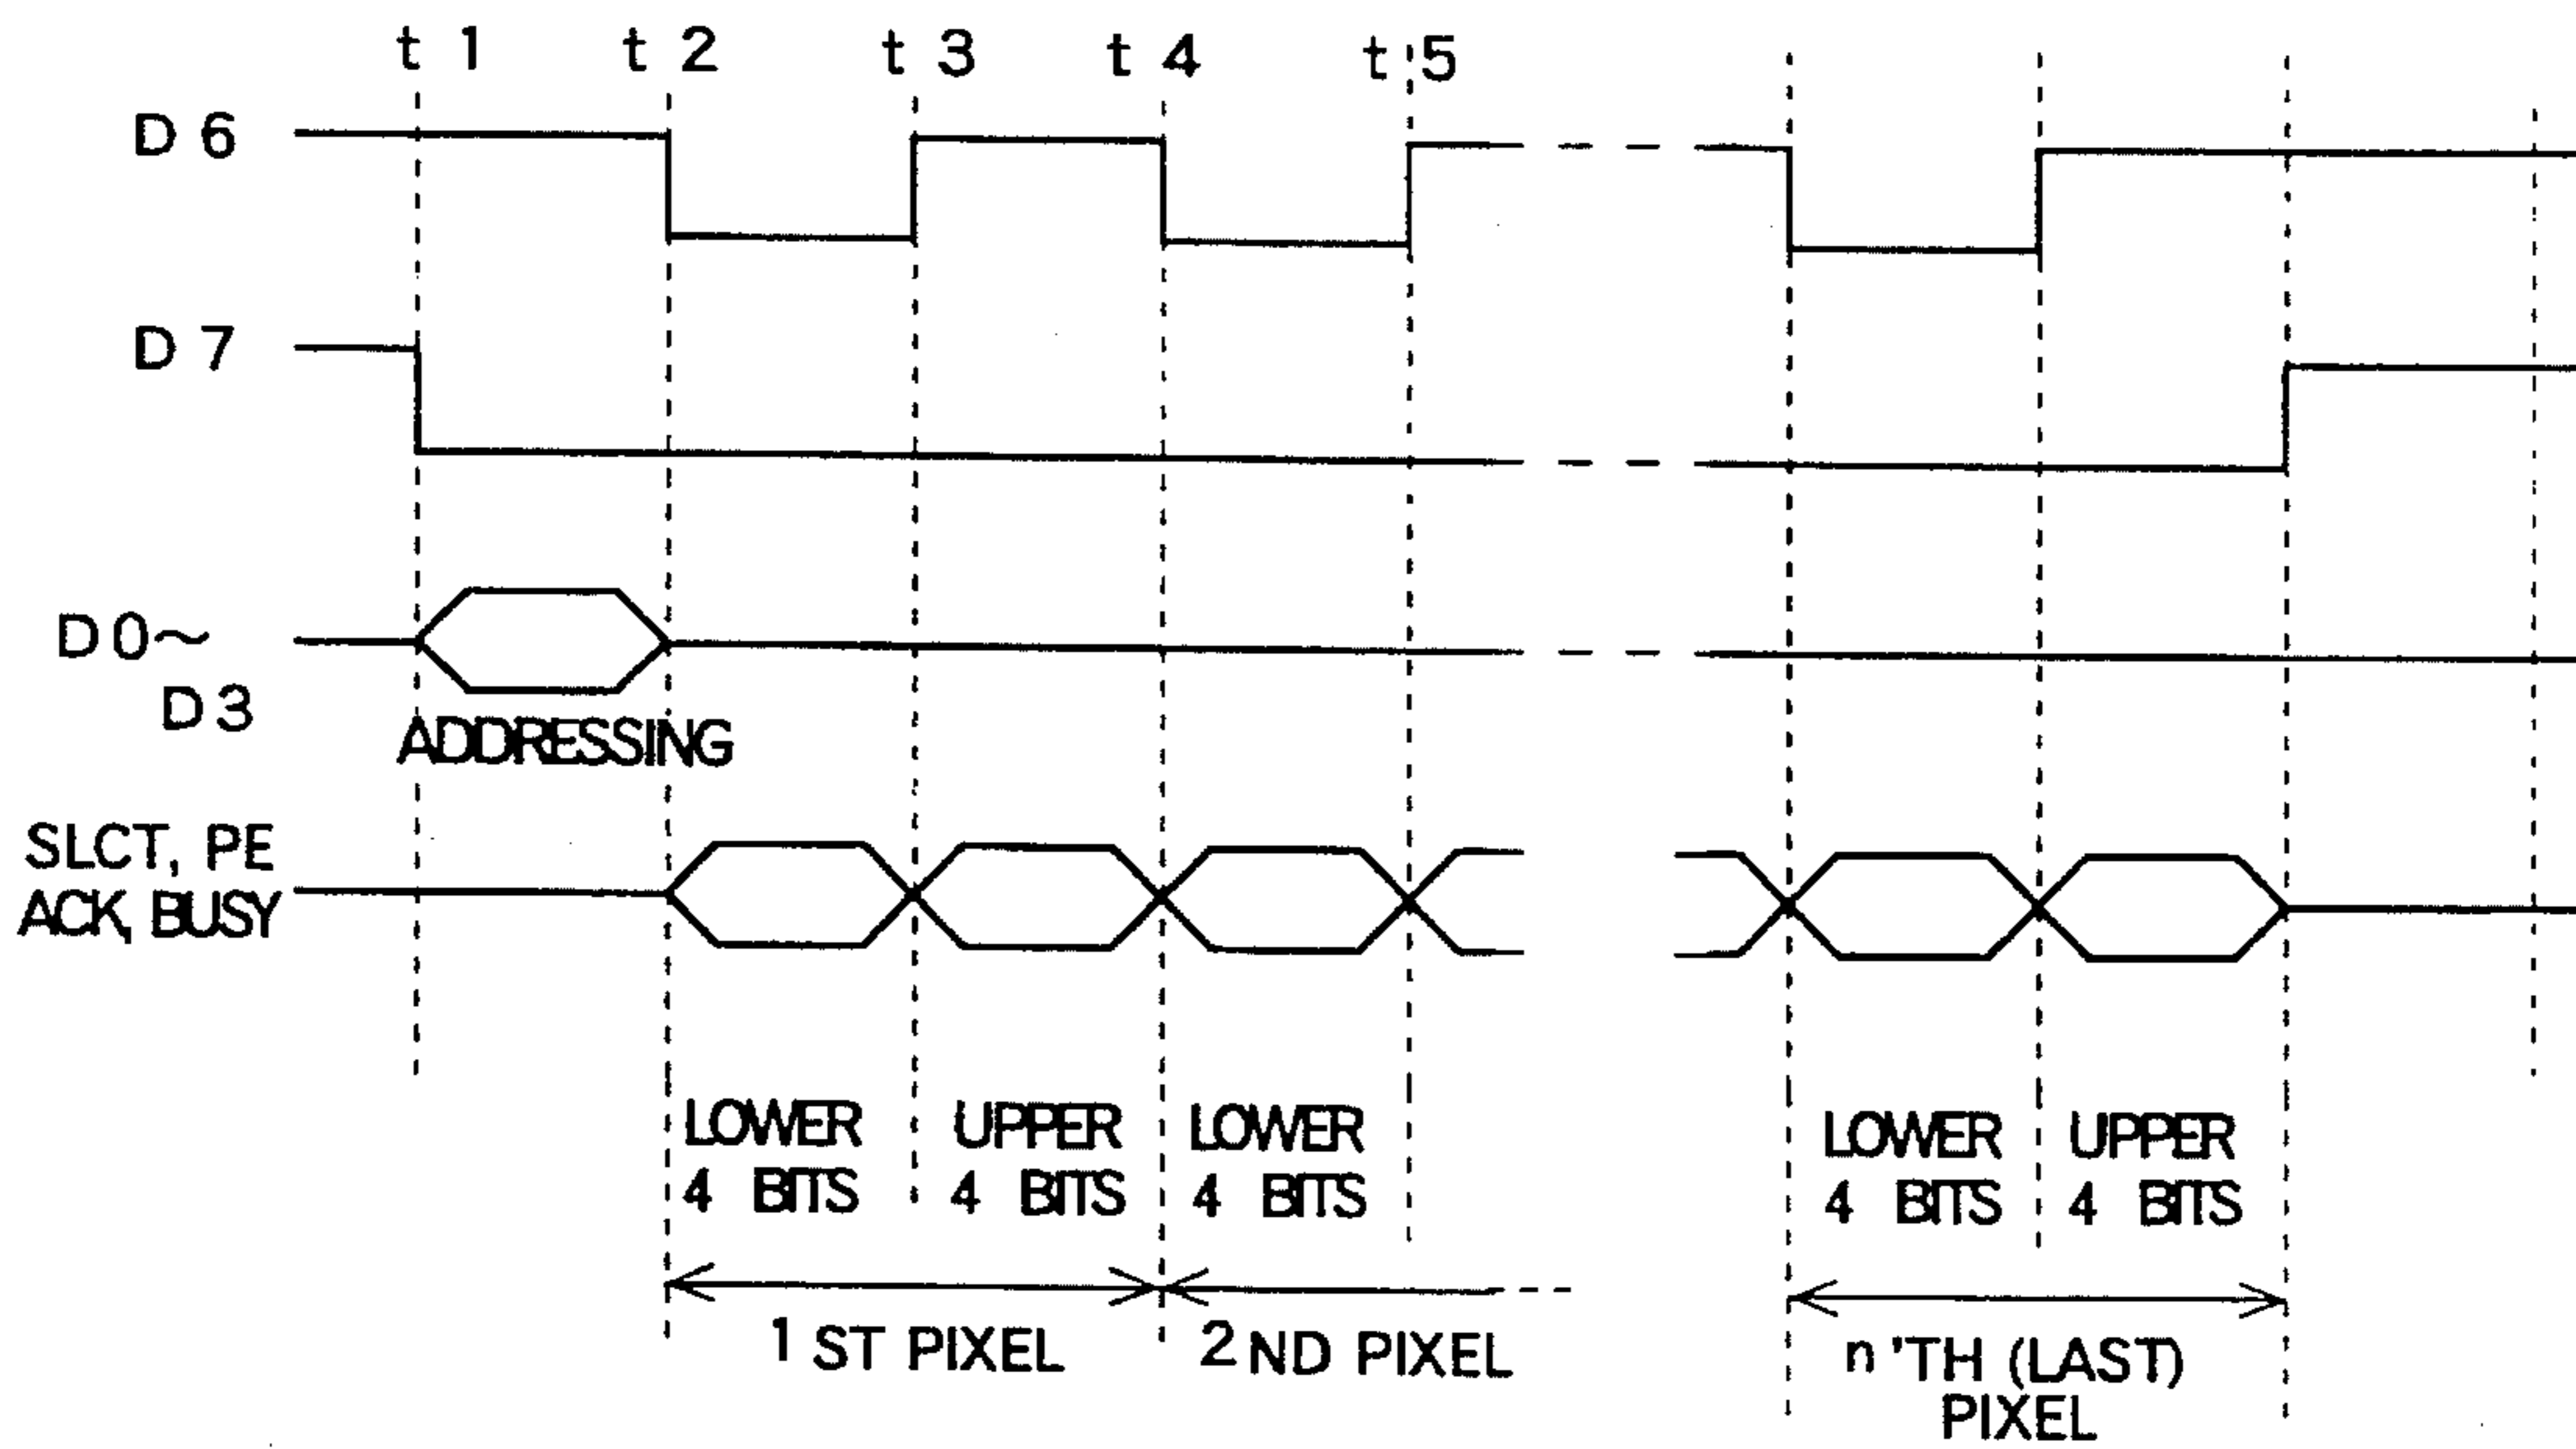 t 1 t 2 t 3 t 4 t 5
D 6
D 7
D 0~
D 3
ADDRESSING
SLCT, PE
ACK, BUSY
LOWER UPPER LOWER LOWER UPPER
4 BITS 4 BITS 4 BITS 4 BITS 4 BITS
1 ST PIXEL 2 ND PIXEL n 'TH (LAST)
PIXEL